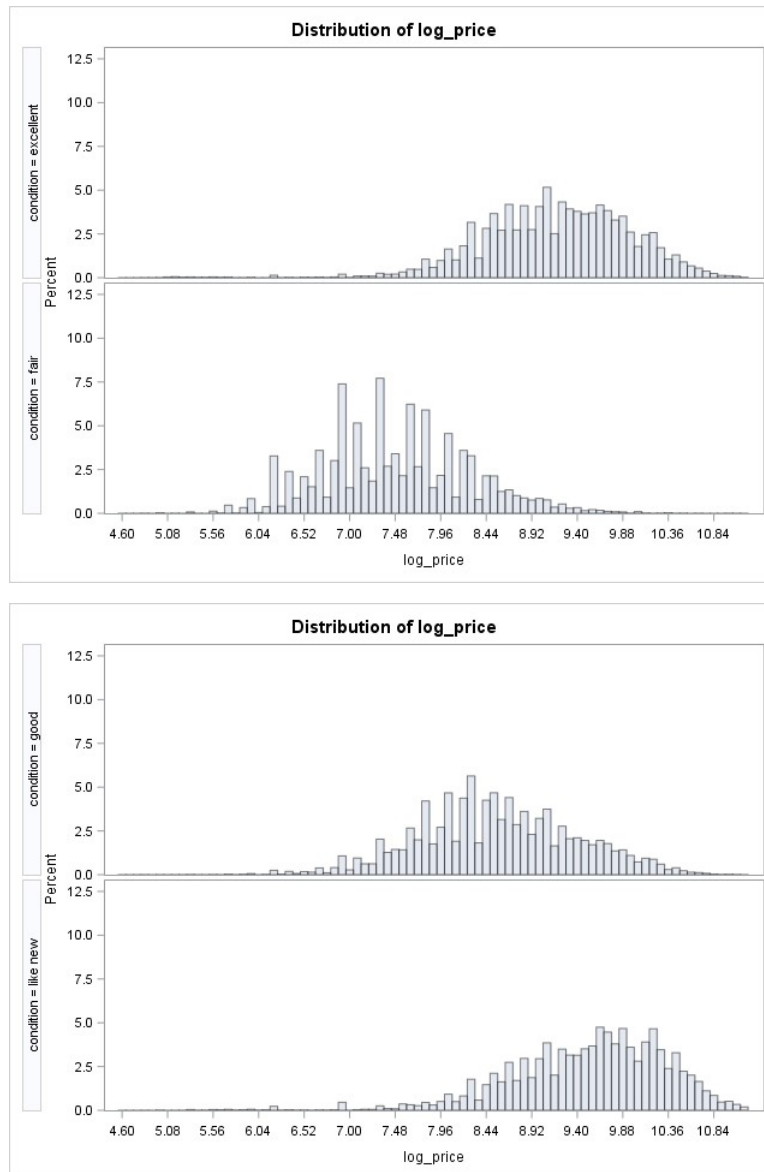 Distribution of log_price
condition = excellent
12.5
10.0
7.5
5.0
2.5
0.0
Percent
condition = fair
12.5
10.0
7.5
5.0
2.5
0.0
4.60 5.08 5.56 6.04 6.52 7.00 7.48 7.96 8.44 8.92 9.40 9.88 10.36 10.84
log_price
Distribution of log_price
condition = good
12.5
10.0
7.5
5.0
2.5
0.0
Percent
condition = like new
12.5
10.0
7.5
5.0
2.5
0.0
4.60 5.08 5.56 6.04 6.52 7.00 7.48 7.96 8.44 8.92 9.40 9.88 10.36 10.84
log_price